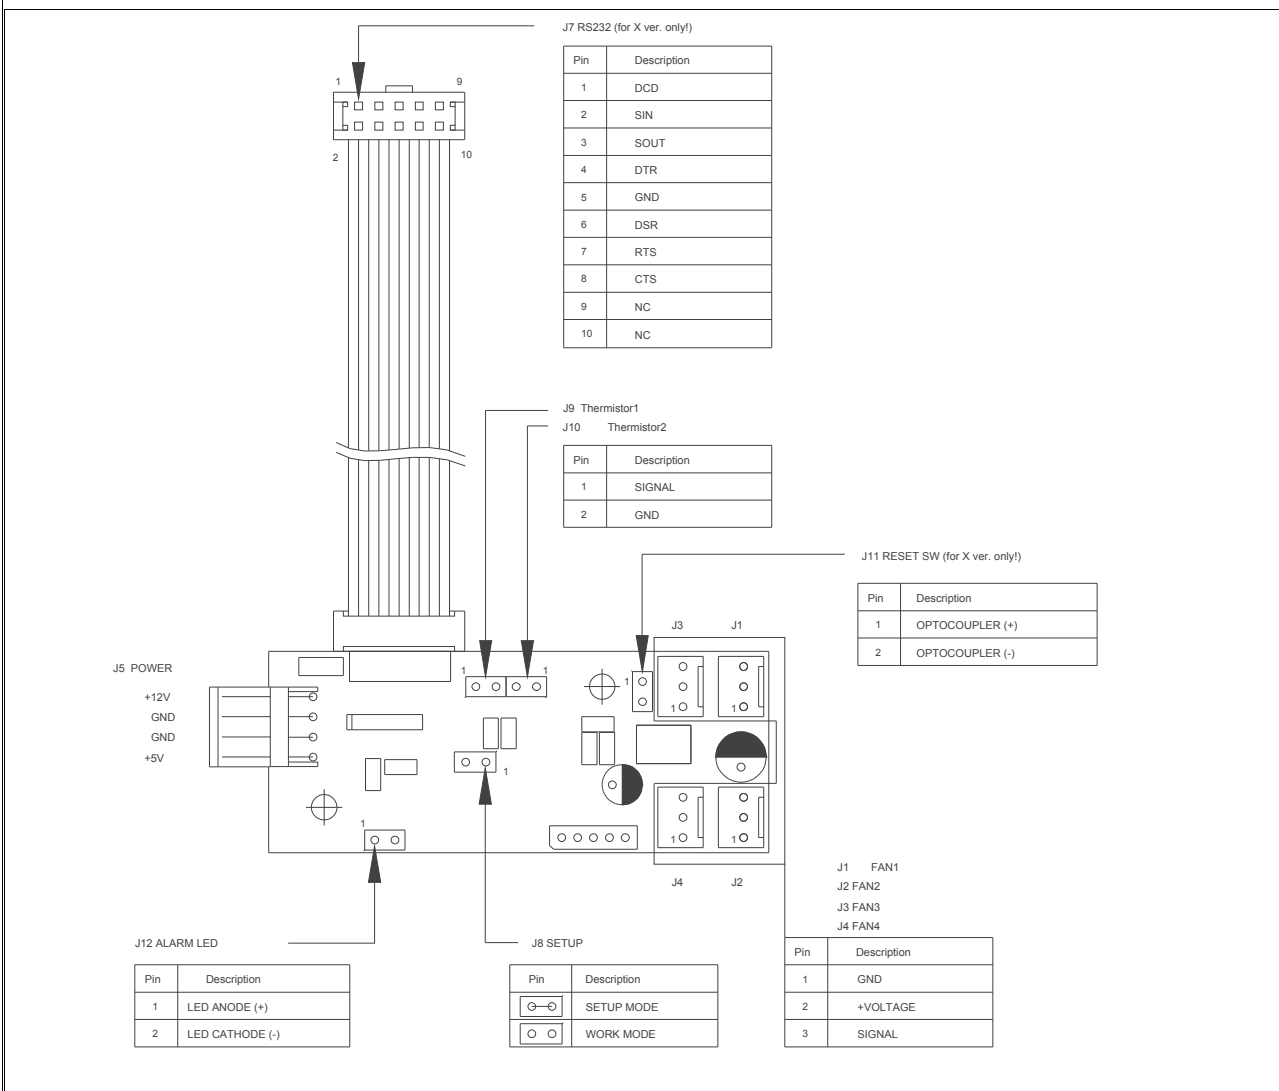 J7 RS232 (for X ver. only!)
Pin Description
1 DCD
2 SIN
3 SOUT
4 DTR
5 GND
6 DSR
7 RTS
8 CTS
9 NC
10 NC
1 9
2 10
J9 Thermistor1
J10 Thermistor2
Pin Description
1 SIGNAL
2 GND
J11 RESET SW (for X ver. only!)
Pin Description
1 OPTOCOUPLER (+)
2 OPTOCOUPLER (-)
J3 J1
J5 POWER
+12V
GND
GND
+5V
1 1 1
1 1
1
1
1 1
J4 J2
J1 FAN1
J2 FAN2
J3 FAN3
J4 FAN4
Pin Description
1 GND
2 +VOLTAGE
3 SIGNAL
J12 ALARM LED
Pin Description
1 LED ANODE (+)
2 LED CATHODE (-)
J8 SETUP
Pin Description
SETUP MODE
WORK MODE